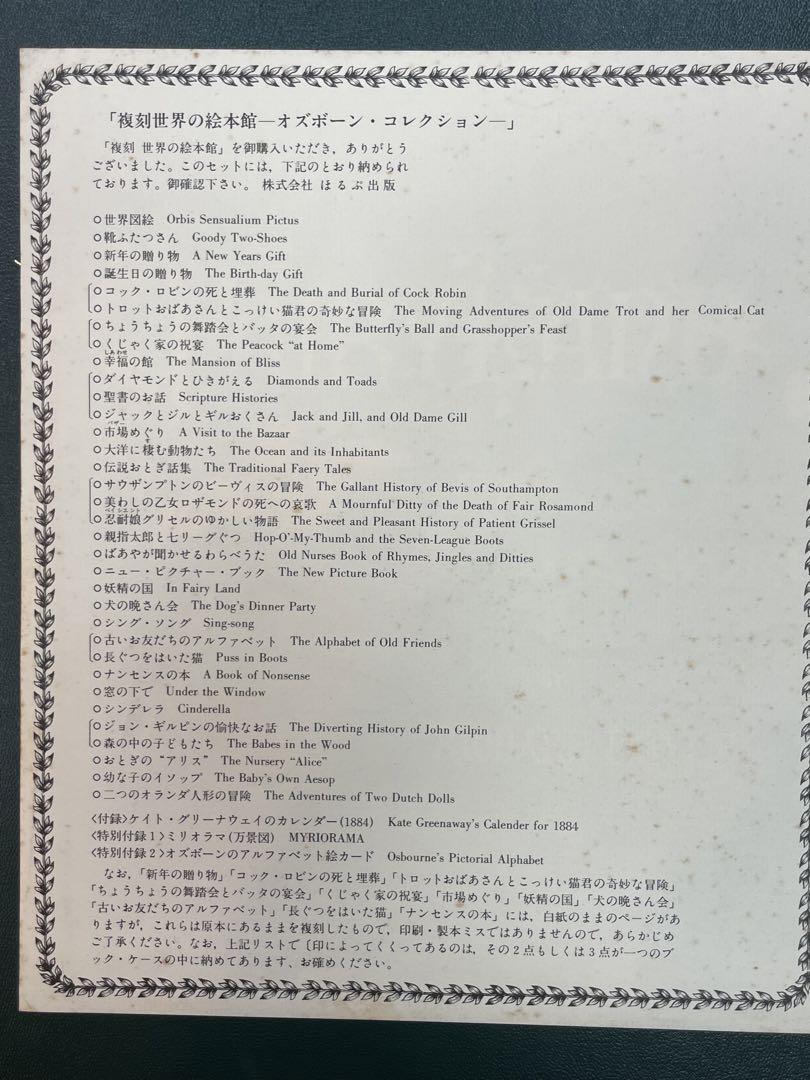 「複刻世界の絵本館—オズボーン・コレクション—」
「複刻 世界の絵本館」を御購入いただき，ありがとう
ございました。このセットには，下記のとおり納められ
ております。御確認下さい。 株式会社 ほるぷ出版
○世界図絵 Orbis Sensualium Pictus
○靴ふたつさん Goody Two-Shoes
○新年の贈り物 A New Years Gift
○誕生日の贈り物 The Birth-day Gift
○コック・ロビンの死と埋葬 The Death and Burial of Cock Robin
○トロットおばあさんとこっけい猫君の奇妙な冒険 The Moving Adventures of Old Dame Trot and her Comical Cat
○ちょうちょうの舞踏会とバッタの宴会 The Butterfly's Ball and Grasshopper's Feast
○くじゃく家の祝宴 The Peacock “at Home”
しあわせ
○幸福の館 The Mansion of Bliss
○ダイヤモンドとひきがえる Diamonds and Toads
○聖書のお話 Scripture Histories
○ジャックとジルとギルおくさん Jack and Jill, and Old Dame Gill
バザー
○市場めぐり A Visit to the Bazaar
す
○大洋に棲む動物たち The Ocean and its Inhabitants
○伝説おとぎ話集 The Traditional Faery Tales
○サウザンプトンのビーヴィスの冒険 The Gallant History of Bevis of Southampton
○美わしの乙女ロザモンドの死への哀歌 A Mournful Ditty of the Death of Fair Rosamond
ペイシェント
○忍耐娘グリセルのゆかしい物語 The Sweet and Pleasant History of Patient Grissel
○親指太郎と七リーグぐつ Hop-O'-My-Thumb and the Seven-League Boots
○ばあやが聞かせるわらべうた Old Nurses Book of Rhymes, Jingles and Ditties
○ニュー・ピクチャー・ブック The New Picture Book
○妖精の国 In Fairy Land
○犬の晩さん会 The Dog's Dinner Party
○シング・ソング Sing-song
○古いお友だちのアルファベット The Alphabet of Old Friends
○長ぐつをはいた猫 Puss in Boots
○ナンセンスの本 A Book of Nonsense
○窓の下で Under the Window
○シンデレラ Cinderella
○ジョン・ギルピンの愉快なお話 The Diverting History of John Gilpin
○森の中の子どもたち The Babes in the Wood
○おとぎの“アリス” The Nursery “Alice”
○幼な子のイソップ The Baby's Own Aesop
○二つのオランダ人形の冒険 The Adventures of Two Dutch Dolls
〈付録〉ケイト・グリーナウェイのカレンダー(1884) Kate Greenaway's Calender for 1884
〈特別付録1〉ミリオラマ(万景図) MYRIORAMA
〈特別付録2〉オズボーンのアルファベット絵カード Osbourne's Pictorial Alphabet
なお，「新年の贈り物」「コック・ロビンの死と埋葬」「トロットおばあさんとこっけい猫君の奇妙な冒険」
「ちょうちょうの舞踏会とバッタの宴会」「くじゃく家の祝宴」「市場めぐり」「妖精の国」「犬の晩さん会」
「古いお友だちのアルファベット」「長ぐつをはいた猫」「ナンセンスの本」には，白紙のままのページがあ
りますが，これらは原本にあるままを複刻したもので，印刷・製本ミスではありませんので，あらかじめ
ご了承ください。なお，上記リストで〔印によってくくってあるのは，その2点もしくは3点が一つのブ
ック・ケースの中に納めてあります、お確めください。